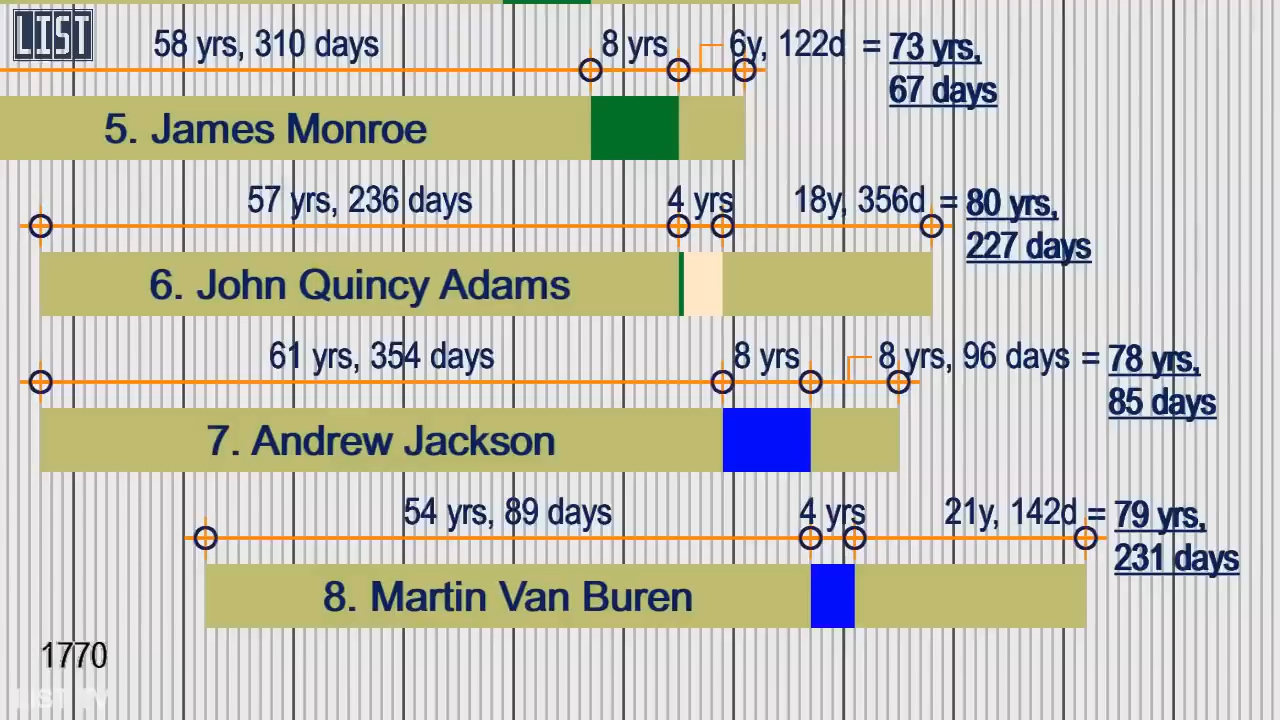 LIST
58 yrs, 310 days 8 yrs 6y, 122d = 73 yrs,
67 days
5. James Monroe
57 yrs, 236 days 4 yrs 18y, 356d = 80 yrs,
227 days
6. John Quincy Adams
61 yrs, 354 days 8 yrs 8 yrs, 96 days = 78 yrs,
85 days
7. Andrew Jackson
54 yrs, 89 days 4 yrs 21y, 142d = 79 yrs,
231 days
8. Martin Van Buren
1770
LIST TV